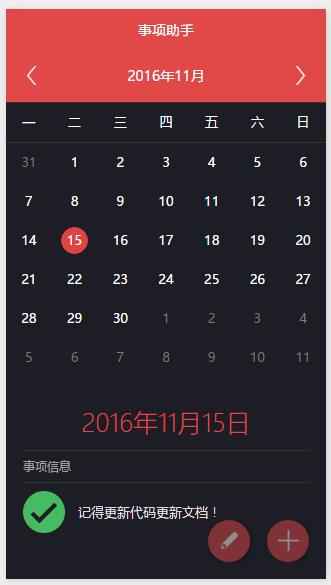 事项助手
2016年11月
一 二 三 四 五 六 日
31 1 2 3 4 5 6
7 8 9 10 11 12 13
14 15 16 17 18 19 20
21 22 23 24 25 26 27
28 29 30 1 2 3 4
5 6 7 8 9 10 11
2016年11月15日
事项信息
记得更新代码更新文档！